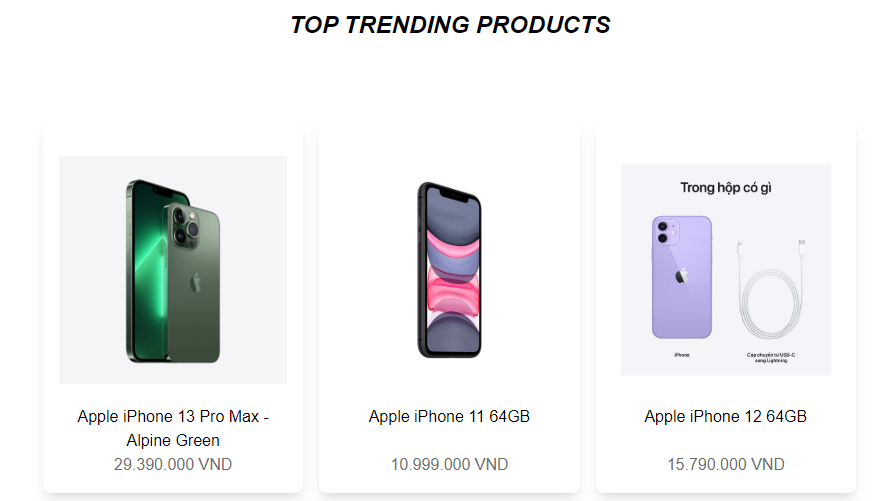 TOP TRENDING PRODUCTS
Trong hộp có gì
iPhone
Cáp chuyển từ USB-C
sang Lightning
Apple iPhone 13 Pro Max -
Alpine Green
29.390.000 VND
Apple iPhone 11 64GB
10.999.000 VND
Apple iPhone 12 64GB
15.790.000 VND